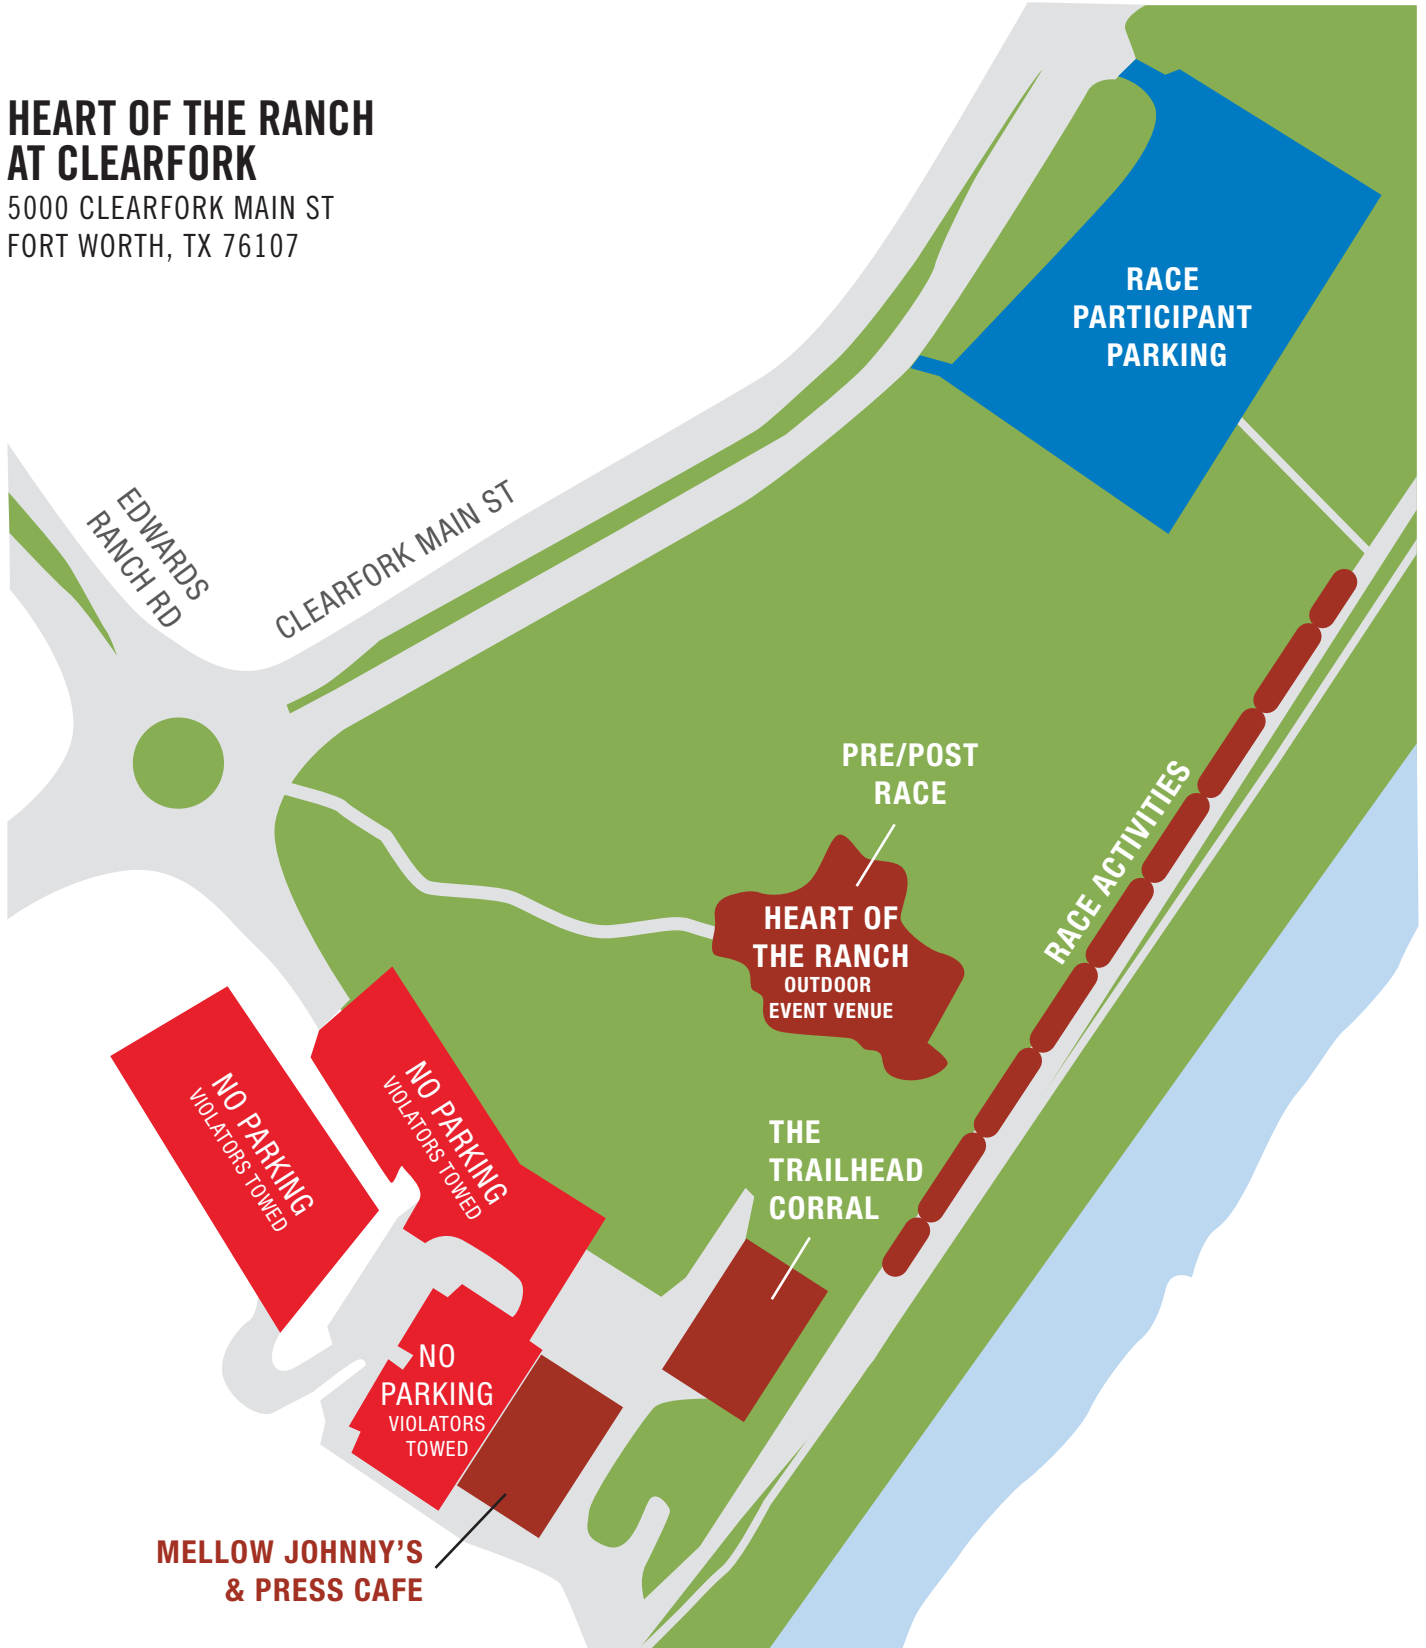 HEART OF THE RANCH
AT CLEARFORK
5000 CLEARFORK MAIN ST
FORT WORTH, TX 76107
RACE
PARTICIPANT
PARKING
EDWARDS
RANCH RD
CLEARFORK MAIN ST
PRE/POST
RACE
RACE ACTIVITIES
HEART OF
THE RANCH
OUTDOOR
EVENT VENUE
NO PARKING
VIOLATORS TOWED
NO PARKING
VIOLATORS TOWED
THE
TRAILHEAD
CORRAL
NO
PARKING
VIOLATORS
TOWED
MELLOW JOHNNY'S
& PRESS CAFE